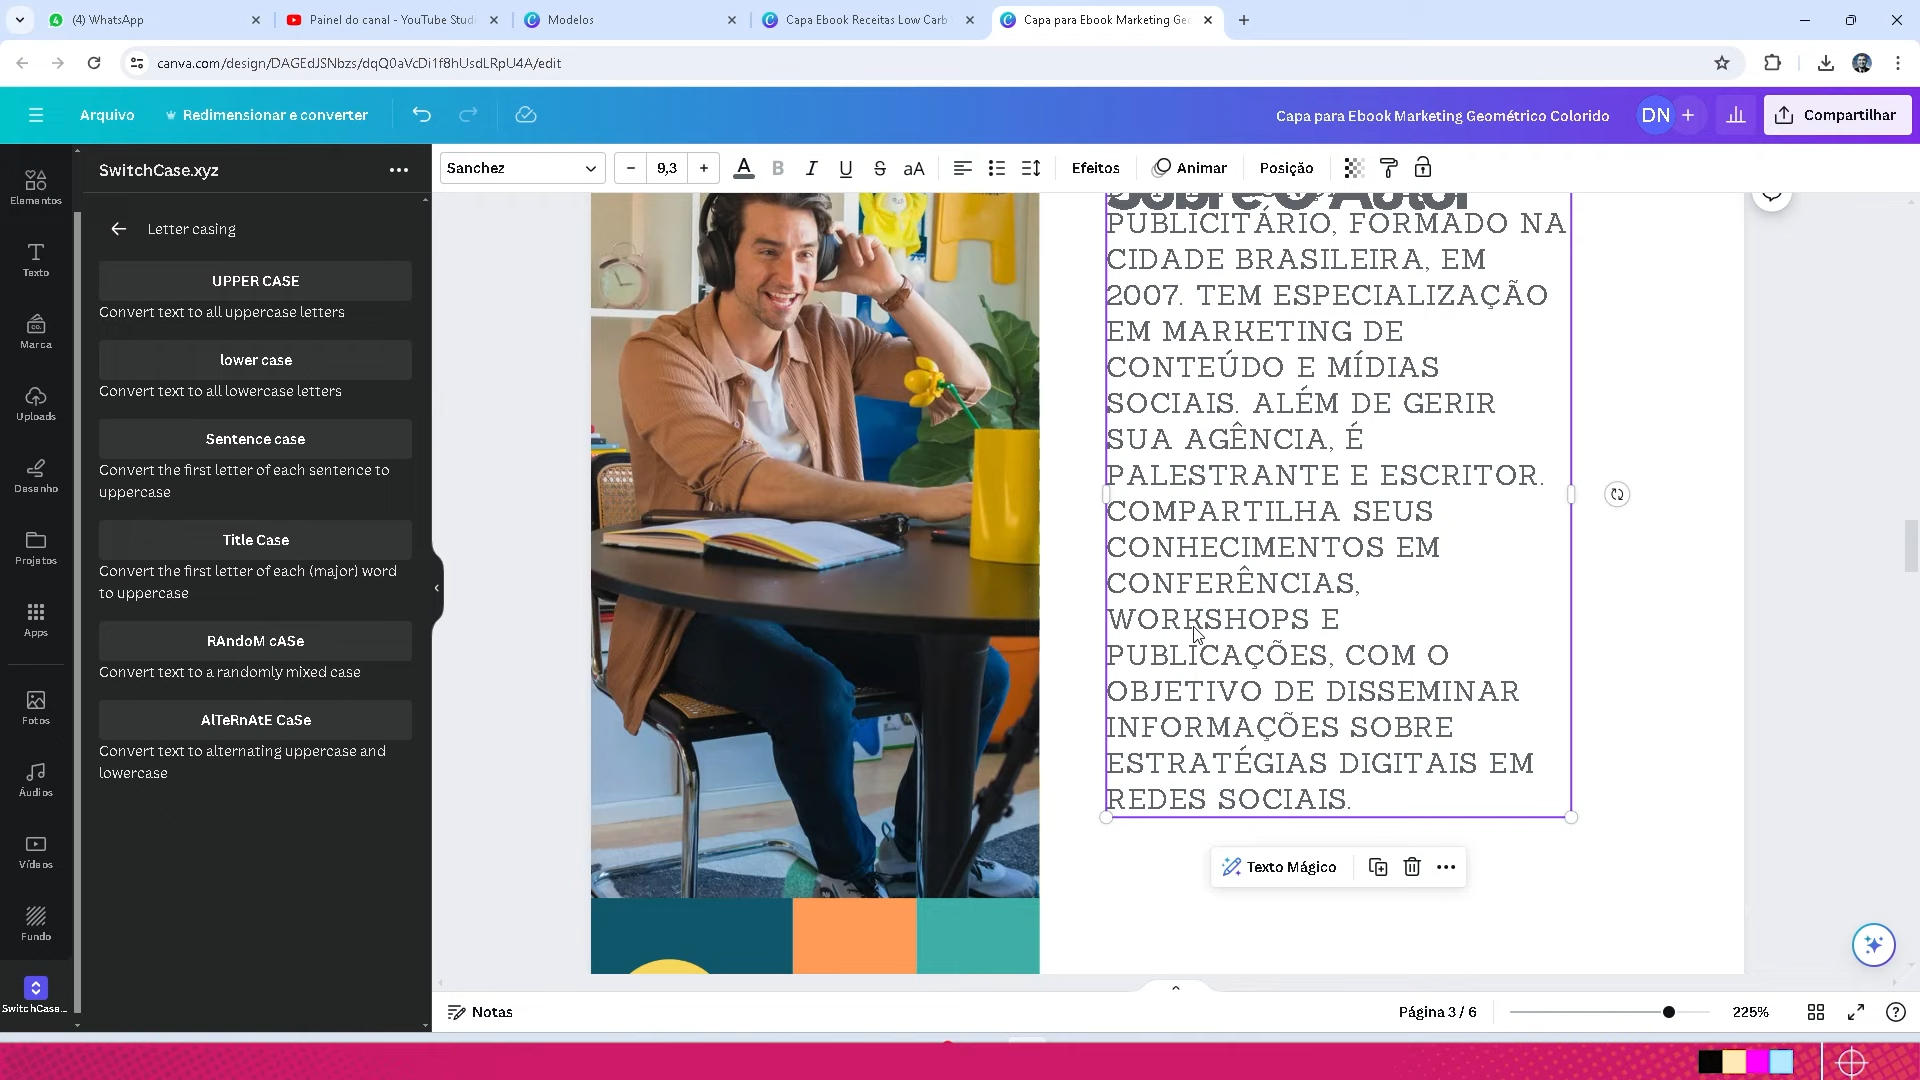 (4) WhatsApp
Painel do canal - YouTube Stud
Modelos
Capa Ebook Receitas Low Carb
Capa para Ebook Marketing Ge
canva.com/design/DAGEdJSNbzs/dqQ0aVcDi1f8hUsdLRpU4A/edit
Arquivo
Redimensionar e converter
Capa para Ebook Marketing Geométrico Colorido
DN
Compartilhar
SwitchCase.xyz
Sanchez
9,3
aA
Efeitos
Animar
Posição
Elementos
Texto
Marca
Uploads
Desenho
Projetos
Apps
Fotos
Áudios
Vídeos
Fundo
SwitchCase...
Letter casing
UPPER CASE
Convert text to all uppercase letters
lower case
Convert text to all lowercase letters
Sentence case
Convert the first letter of each sentence to
uppercase
Title Case
Convert the first letter of each (major) word
to uppercase
RAndoM cASe
Convert text to a randomly mixed case
AlTeRnAtE CaSe
Convert text to alternating uppercase and
lowercase
Sobre O Autor
PUBLICITÁRIO, FORMADO NA
CIDADE BRASILEIRA, EM
2007. TEM ESPECIALIZAÇÃO
EM MARKETING DE
CONTEÚDO E MÍDIAS
SOCIAIS. ALÉM DE GERIR
SUA AGÊNCIA, É
PALESTRANTE E ESCRITOR.
COMPARTILHA SEUS
CONHECIMENTOS EM
CONFERÊNCIAS,
WORKSHOPS E
PUBLICAÇÕES, COM O
OBJETIVO DE DISSEMINAR
INFORMAÇÕES SOBRE
ESTRATÉGIAS DIGITAIS EM
REDES SOCIAIS.
Texto Mágico
Notas
Página 3 / 6
225%